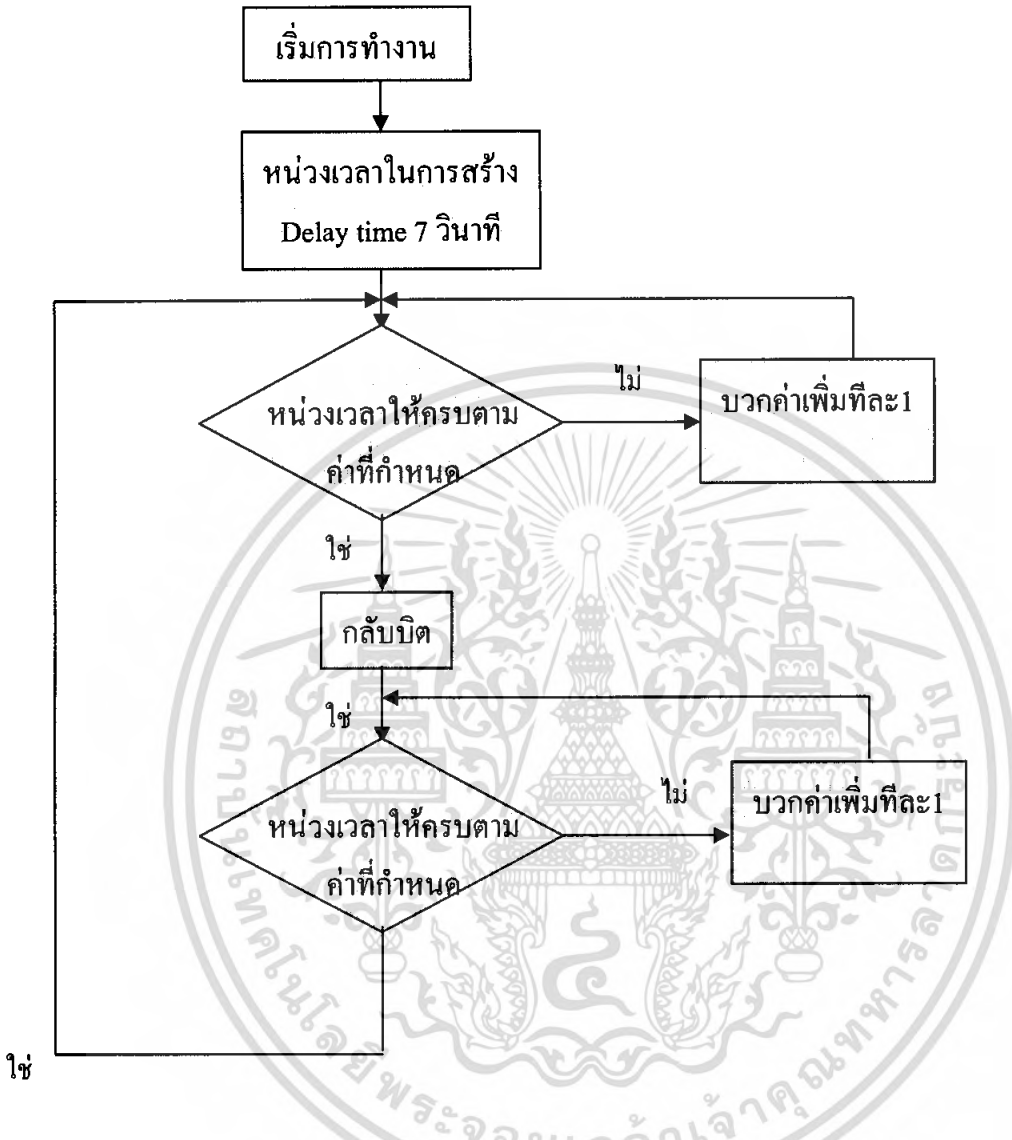 เริ่มการทำงาน
หน่วงเวลาในการสร้าง
Delay time 7 วินาที
หน่วงเวลาให้ครบตาม
ค่าที่กำหนด
ไม่
บวกค่าเพิ่มทีละ1
ใช่
กลับบิต
ใช่
หน่วงเวลาให้ครบตาม
ค่าที่กำหนด
ไม่
บวกค่าเพิ่มทีละ1
ใช่